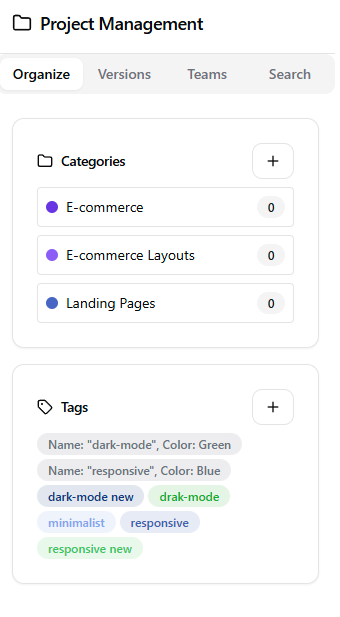 Project Management
Organize Versions Teams Search
Categories
E-commerce 0
E-commerce Layouts 0
Landing Pages 0
Tags
Name: "dark-mode", Color: Green
Name: "responsive", Color: Blue
dark-mode new drak-mode
minimalist responsive
responsive new